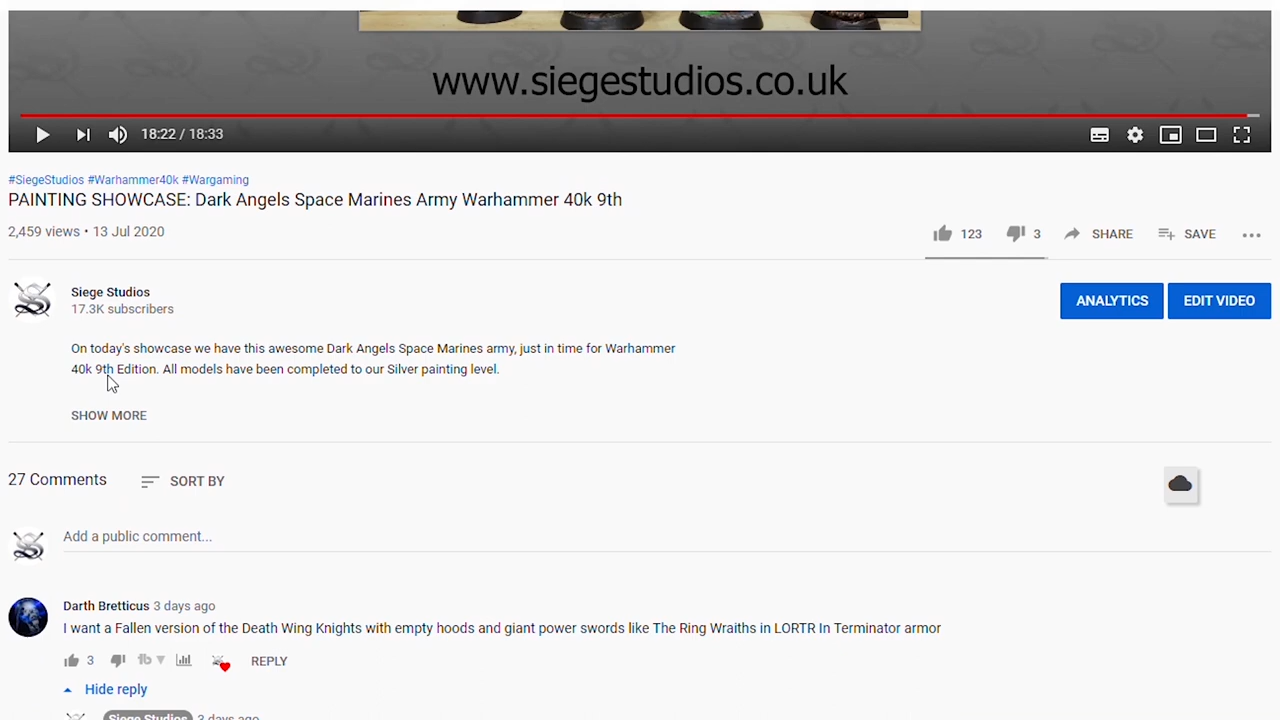 www.siegestudios.co.uk
18:22 / 18:33
#SiegeStudios #Warhammer40k #Wargaming
PAINTING SHOWCASE: Dark Angels Space Marines Army Warhammer 40k 9th
2,459 views • 13 Jul 2020
123 3 SHARE SAVE
Siege Studios
17.3K subscribers
ANALYTICS EDIT VIDEO
On today's showcase we have this awesome Dark Angels Space Marines army, just in time for Warhammer
40k 9th Edition. All models have been completed to our Silver painting level.
SHOW MORE
27 Comments SORT BY
Add a public comment...
Darth Bretticus 3 days ago
I want a Fallen version of the Death Wing Knights with empty hoods and giant power swords like The Ring Wraiths in LORTR In Terminator armor
3 REPLY
Hide reply
Siege Studios 3 days ago